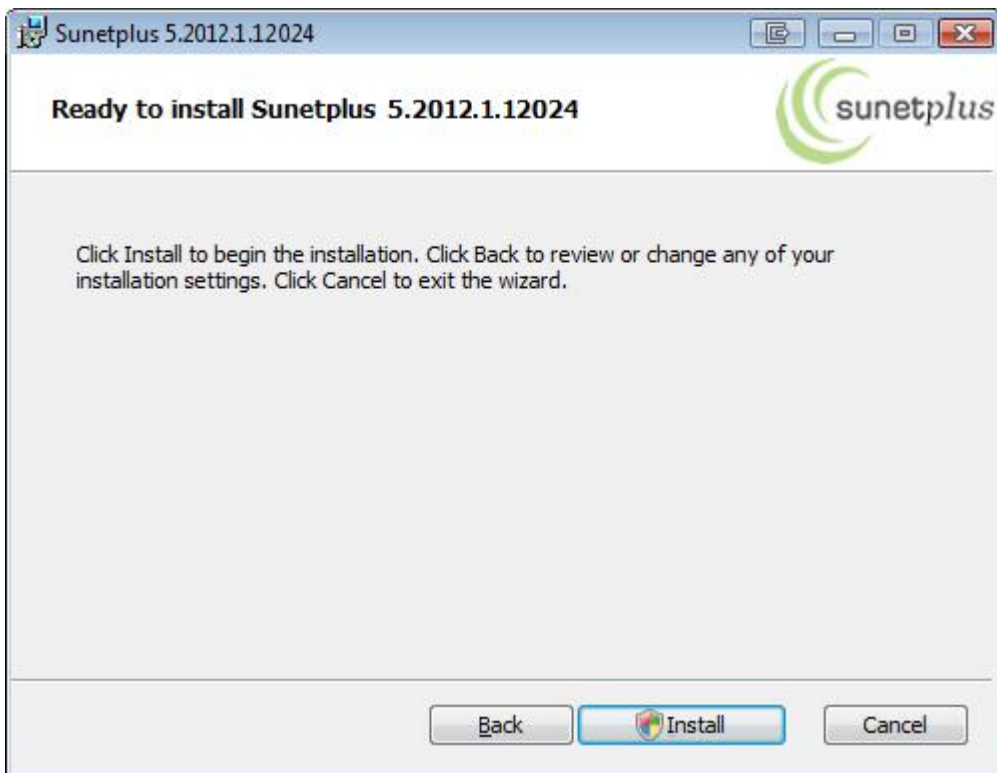 Sunetplus 5.2012.1.12024
Ready to install Sunetplus 5.2012.1.12024
sunetplus
Click Install to begin the installation. Click Back to review or change any of your
installation settings. Click Cancel to exit the wizard.
Back
Install
Cancel